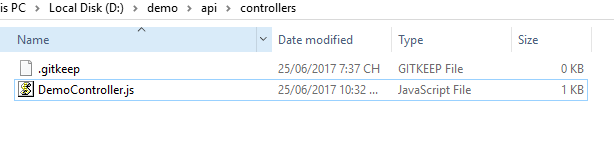 is PC > Local Disk (D:) > demo > api > controllers
Name Date modified Type Size
.gitkeep 25/06/2017 7:37 CH GITKEEP File 0 KB
DemoController.js 25/06/2017 10:32 ... JavaScript File 1 KB